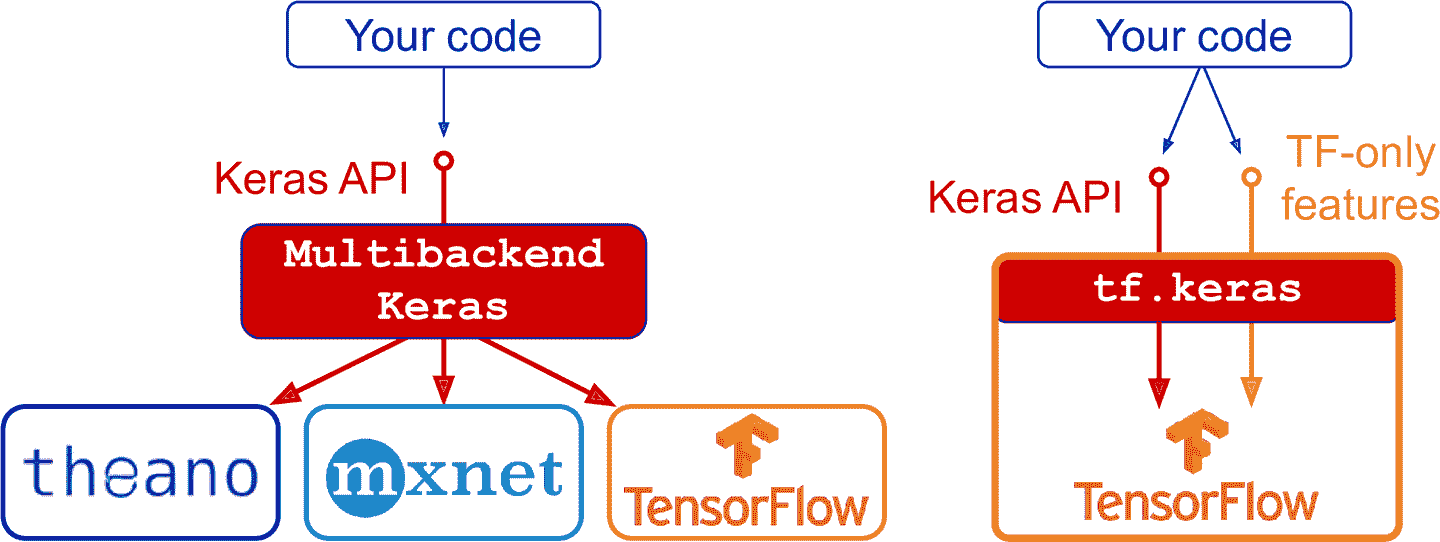 Your code
Keras API
Multibackend
Keras
theano
mxnet
TensorFlow
Your code
Keras API
TF-only
features
tf.keras
TensorFlow